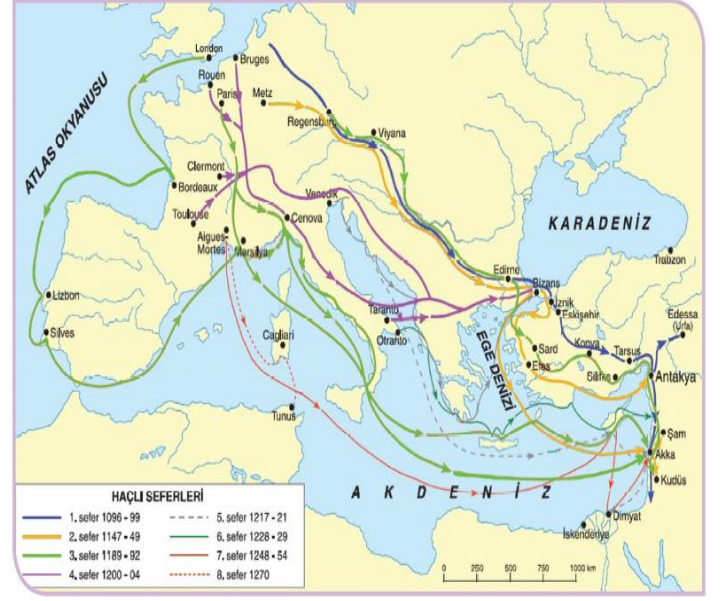 London
Bruges
Rouen
Paris
Metz
Regensburg
Viyana
ATLAS OKYANUSU
Clermont
Bordeaux
Venedik
Toulouse
Cenova
Aigues-
Mortes
Marsilya
KARADENİZ
Trabzon
Edirne
Bizans
İznik
Eskişehir
Edessa
(Urfa)
Lizbon
Silves
Cagliari
Taranto
Otranto
EGE DENİZİ
Sard
Efes
Konya
Tarsus
Silifke
Antakya
Tunus
Şam
Akka
Kudüs
AKDENİZ
Dimyat
İskenderiye
HAÇLI SEFERLERİ
1. sefer 1096 - 99
2. sefer 1147 - 49
3. sefer 1189 - 92
4. sefer 1200 - 04
5. sefer 1217 - 21
6. sefer 1228 - 29
7. sefer 1248 - 54
8. sefer 1270
0 250 500 1000 km